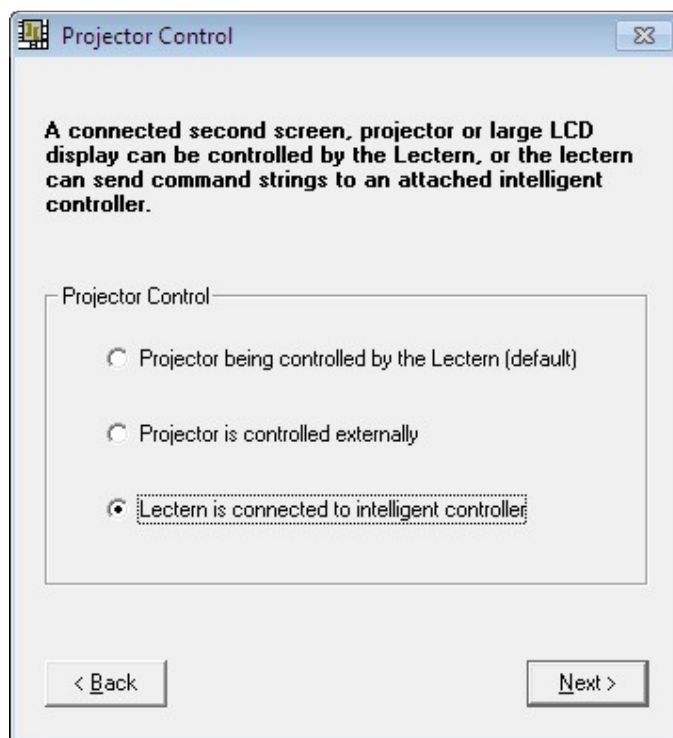 Projector Control
A connected second screen, projector or large LCD
display can be controlled by the Lectern, or the lectern
can send command strings to an attached intelligent
controller.
Projector Control
Projector being controlled by the Lectern (default)
Projector is controlled externally
Lectern is connected to intelligent controller
< Back
Next >